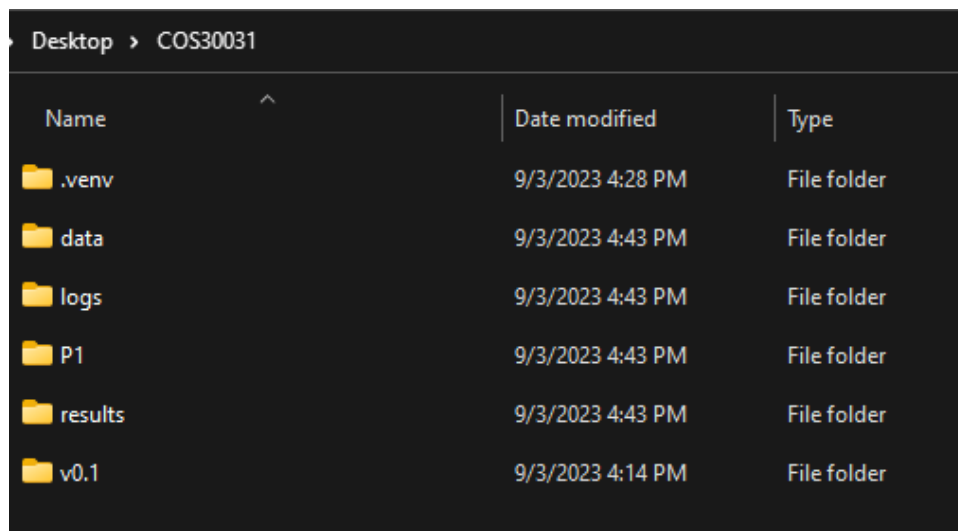 Desktop > COS30031
Name Date modified Type
.venv 9/3/2023 4:28 PM File folder
data 9/3/2023 4:43 PM File folder
logs 9/3/2023 4:43 PM File folder
P1 9/3/2023 4:43 PM File folder
results 9/3/2023 4:43 PM File folder
v0.1 9/3/2023 4:14 PM File folder